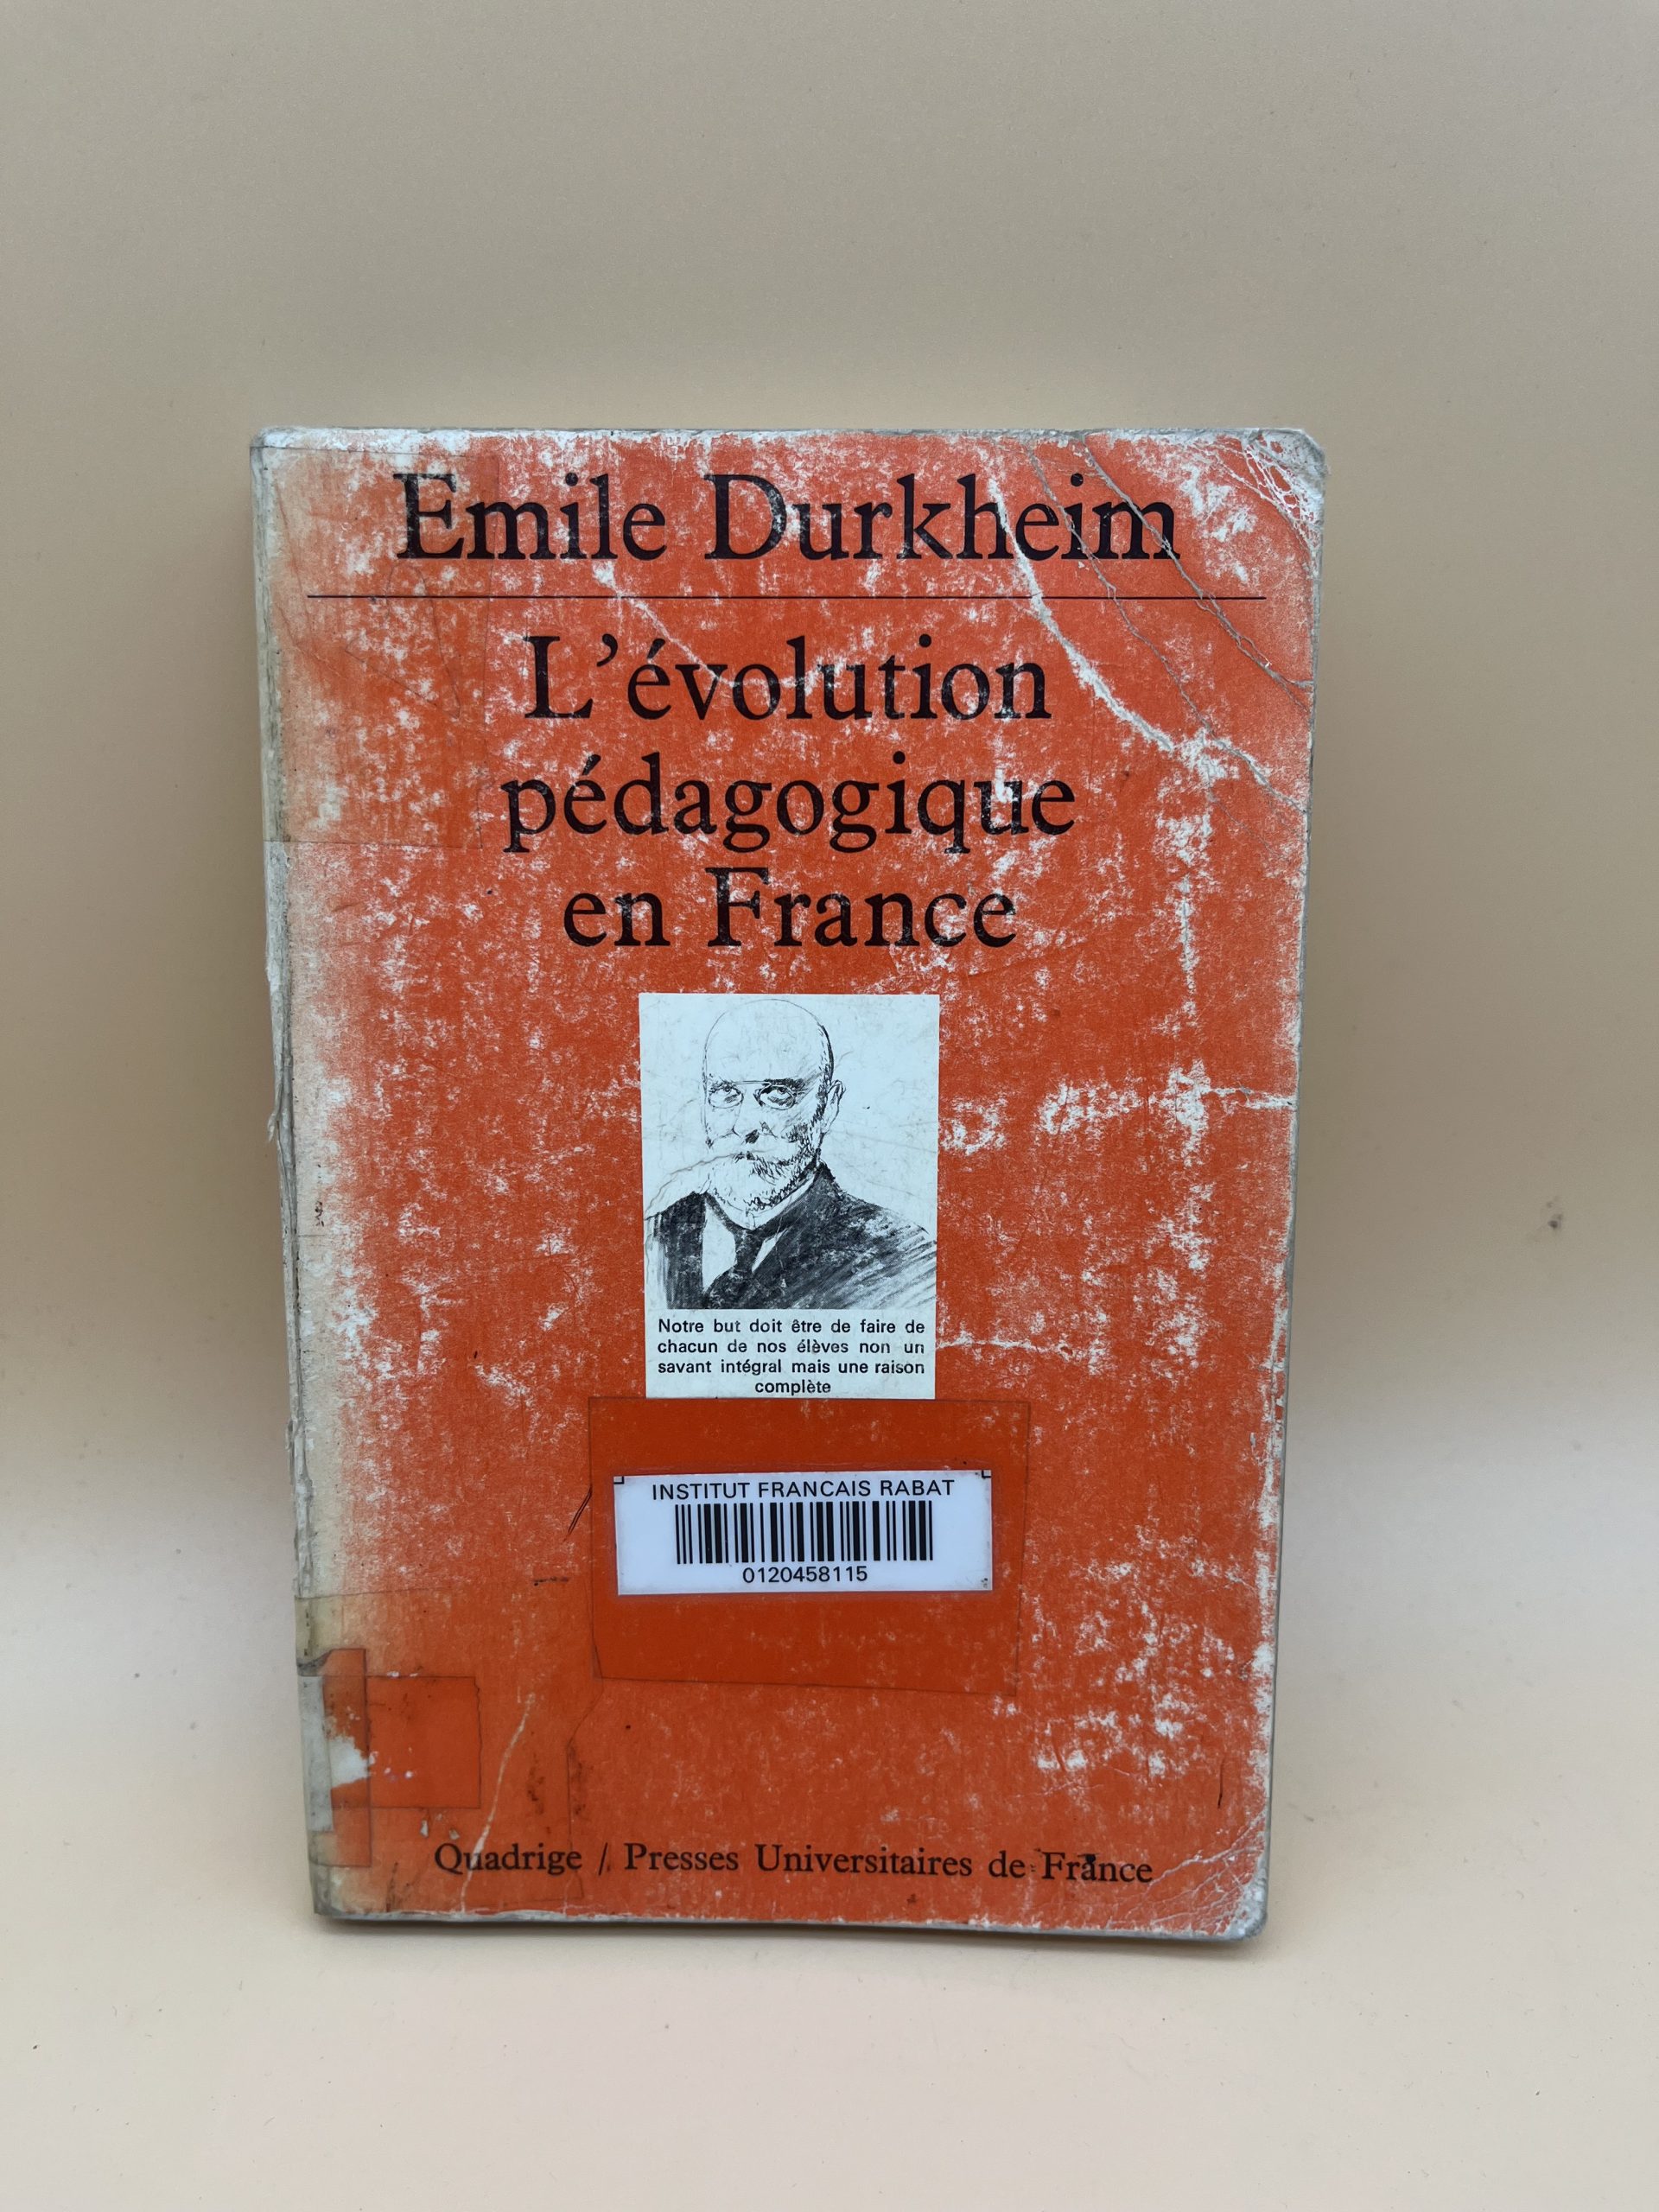 Emile Durkheim
L'évolution
pédagogique
en France
Notre but doit être de faire de
chacun de nos élèves non un
savant intégral mais une raison
complète
INSTITUT FRANCAIS RABAT
0120458115
Quadrige / Presses Universitaires de France